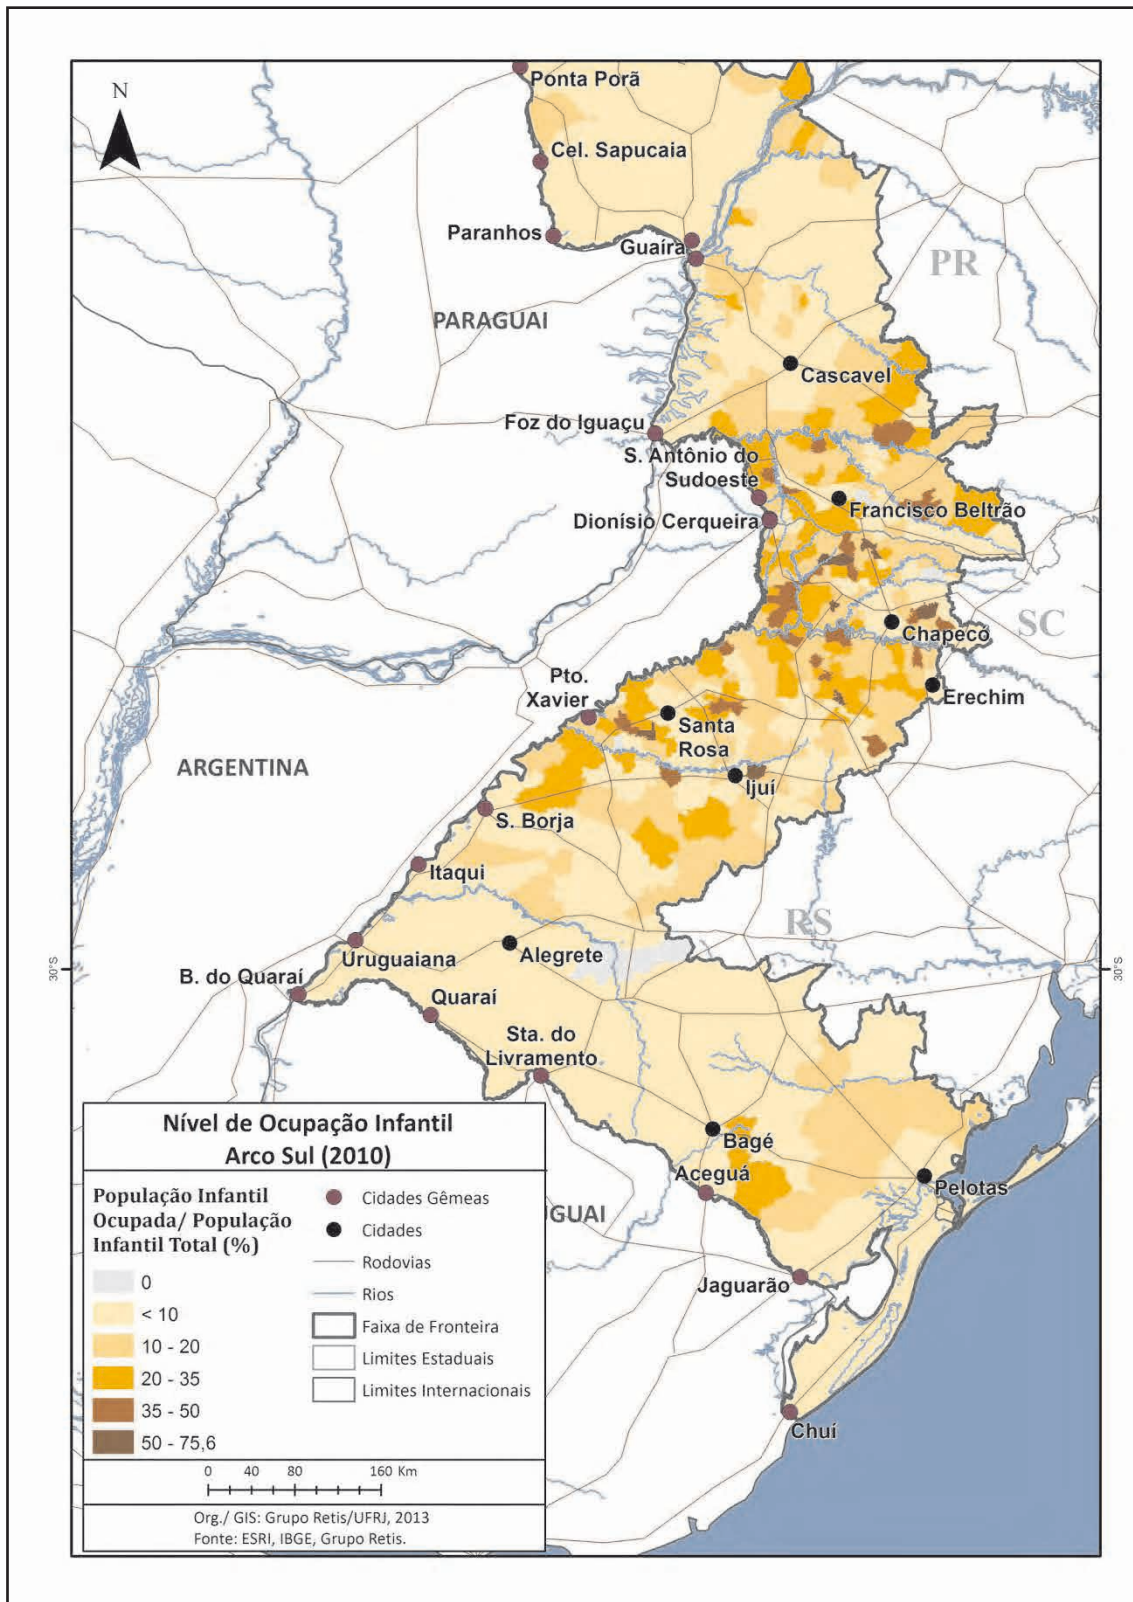 N
Ponta Porã
Cel. Sapucaia
Paranhos
Guaíra
PR
PARAGUAI
Cascavel
Foz do Iguaçu
S. Antônio do
Sudoeste
Francisco Beltrão
Dionísio Cerqueira
Chapecó
SC
Pto.
Xavier
Erechim
Santa
Rosa
ARGENTINA
Ijuí
S. Borja
Itaqui
RS
Uruguaiana
Alegrete
30°S
30°S
B. do Quaraí
Quaraí
Sta. do
Livramento
Bagé
Aceguá
Pelotas
UGUAI
Jaguarão
Chuí
Nível de Ocupação Infantil
Arco Sul (2010)
População Infantil
Ocupada/ População
Infantil Total (%)
0
< 10
10 - 20
20 - 35
35 - 50
50 - 75,6
Cidades Gêmeas
Cidades
Rodovias
Rios
Faixa de Fronteira
Limites Estaduais
Limites Internacionais
0 40 80 160 Km
Org./ GIS: Grupo Retis/UFRJ, 2013
Fonte: ESRI, IBGE, Grupo Retis.